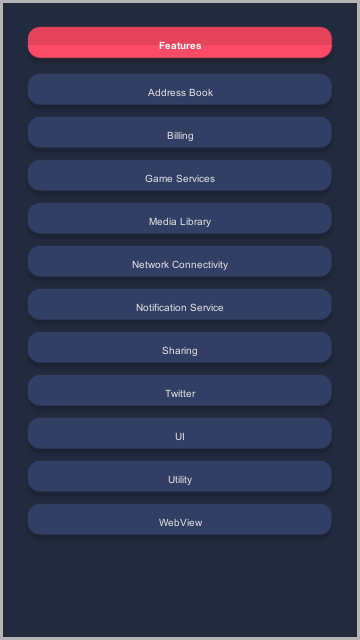 Features
Address Book
Billing
Game Services
Media Library
Network Connectivity
Notification Service
Sharing
Twitter
UI
Utility
WebView